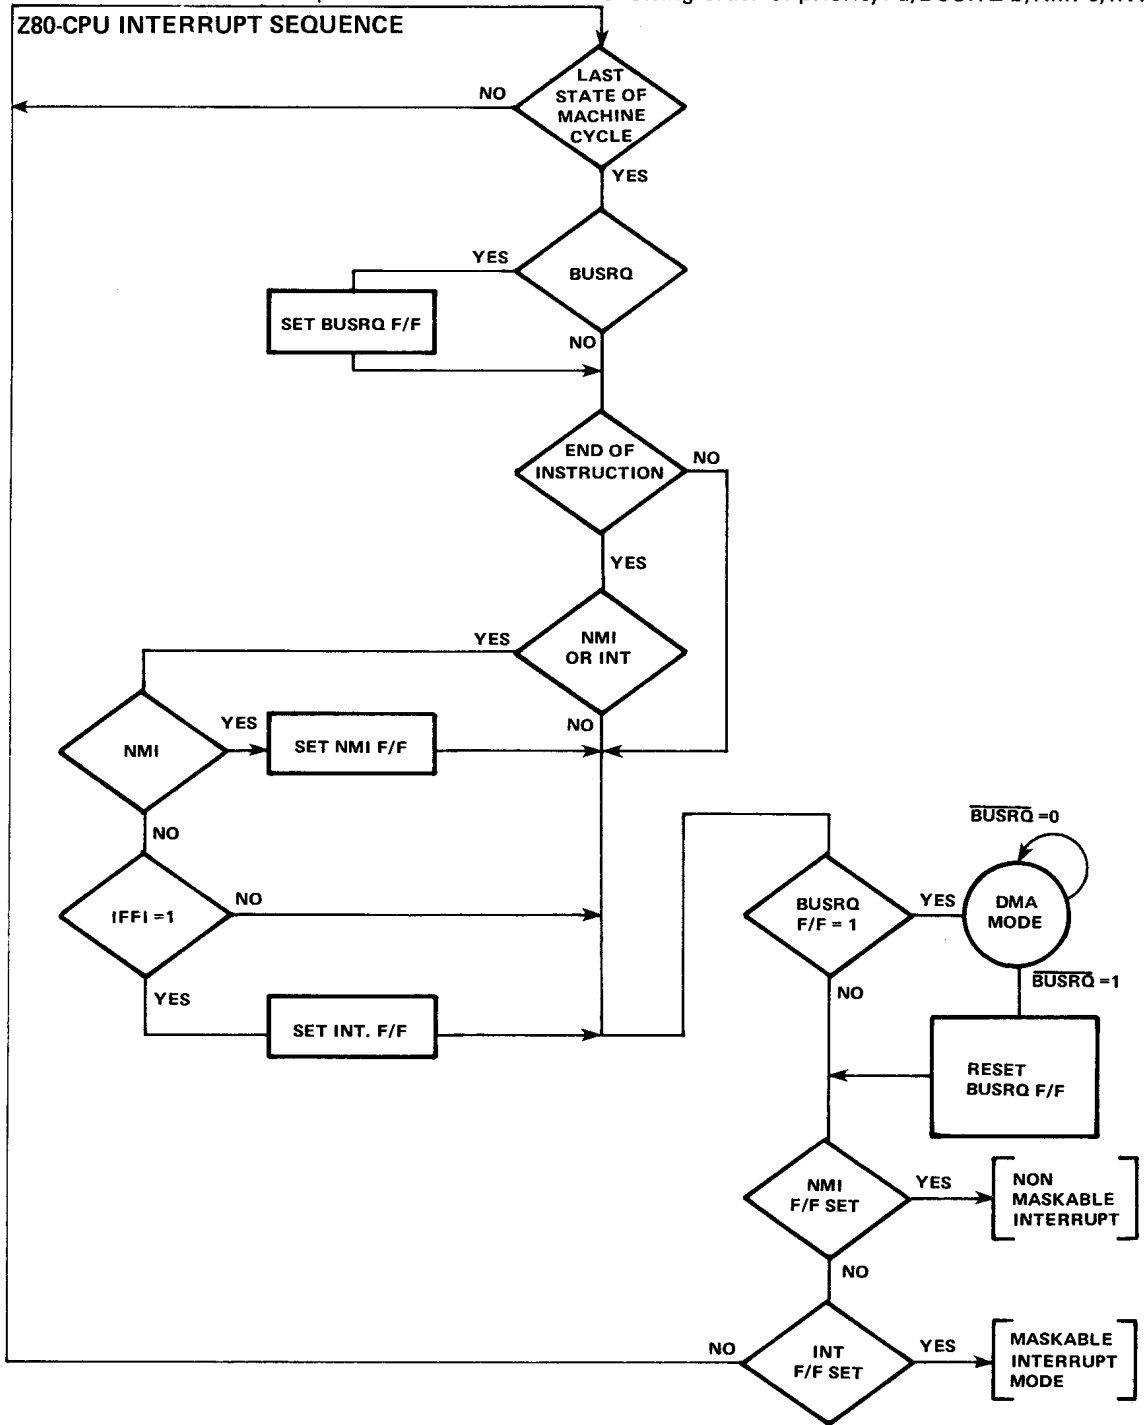 Z80-CPU INTERRUPT SEQUENCE
LAST
STATE OF
MACHINE
CYCLE
NO
YES
BUSRQ
YES
SET BUSRQ F/F
NO
END OF
INSTRUCTION
NO
YES
NMI
OR INT
YES
NO
NMI
YES
SET NMI F/F
NO
IFFI =1
NO
YES
SET INT. F/F
BUSRQ
F/F = 1
YES
DMA
MODE
BUSRQ =0
BUSRQ =1
NO
RESET
BUSRQ F/F
NMI
F/F SET
YES
NON
MASKABLE
INTERRUPT
NO
INT
F/F SET
NO
YES
MASKABLE
INTERRUPT
MODE